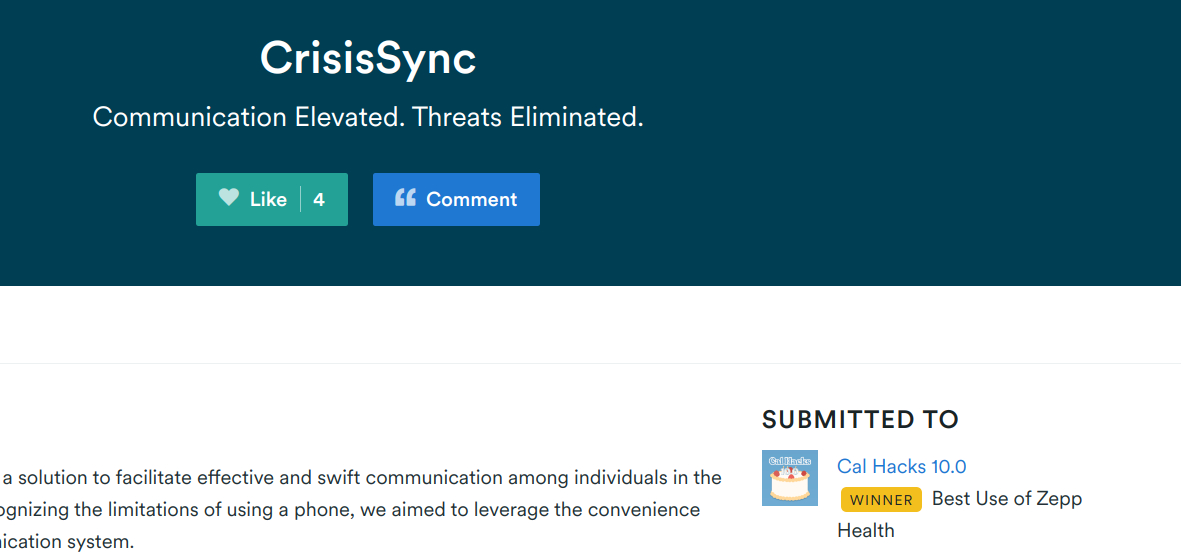 CrisisSync
Communication Elevated. Threats Eliminated.
Like 4
Comment
SUBMITTED TO
Cal Hacks
Cal Hacks 10.0
WINNER Best Use of Zepp
Health
a solution to facilitate effective and swift communication among individuals in the
ognizing the limitations of using a phone, we aimed to leverage the convenience
ication system.